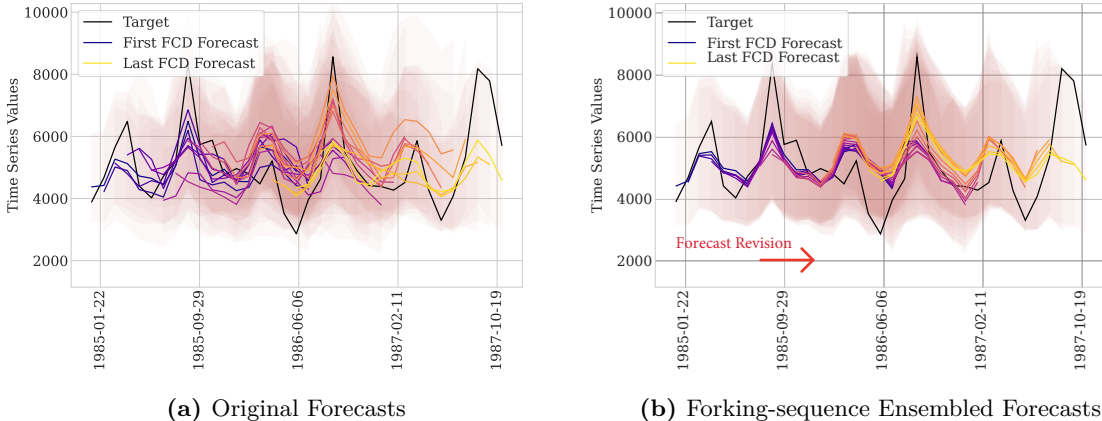 10000
8000
6000
4000
2000
Time Series Values
Target
First FCD Forecast
Last FCD Forecast
1985-01-22
1985-09-29
1986-06-06
1987-02-11
1987-10-19
(a) Original Forecasts
10000
8000
6000
4000
2000
Time Series Values
Target
First FCD Forecast
Last FCD Forecast
Forecast Revision
1985-01-22
1985-09-29
1986-06-06
1987-02-11
1987-10-19
(b) Forking-sequence Ensembled Forecasts